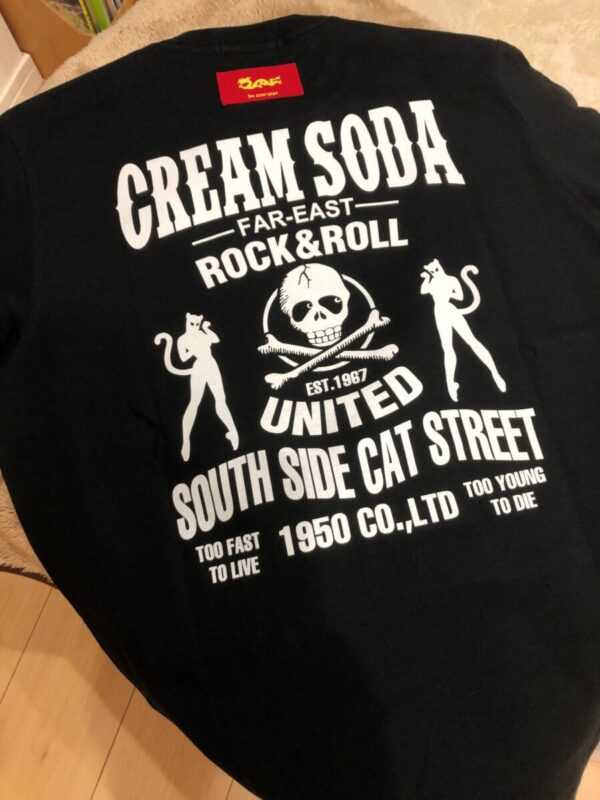 CREAM SODA
FAR-EAST
ROCK&ROLL
EST.1967
UNITED
SOUTH SIDE CAT STREET
TOO FAST
TO LIVE
1950 CO.,LTD
TOO YOUNG
TO DIE